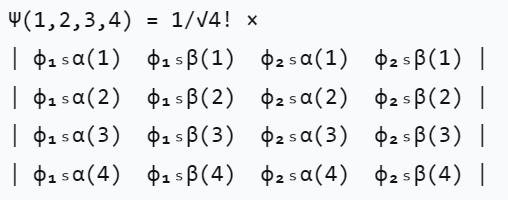 Ψ(1,2,3,4) = 1/√4! ×
| ϕ₁ₛα(1) ϕ₁ₛβ(1) ϕ₂ₛα(1) ϕ₂ₛβ(1) |
| ϕ₁ₛα(2) ϕ₁ₛβ(2) ϕ₂ₛα(2) ϕ₂ₛβ(2) |
| ϕ₁ₛα(3) ϕ₁ₛβ(3) ϕ₂ₛα(3) ϕ₂ₛβ(3) |
| ϕ₁ₛα(4) ϕ₁ₛβ(4) ϕ₂ₛα(4) ϕ₂ₛβ(4) |